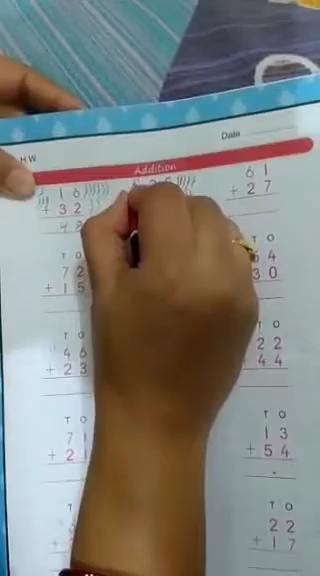 H W
Date
Addition
1 6
+ 3 2
6 1
+ 2 7
T O
7 2
+ 1 5
T O
6 4
3 0
T O
4 6
+ 2 3
T O
2 2
+ 4 4
T O
7 1
+ 2 1
T O
1 3
+ 5 4
T
T O
2 2
+ 1 7